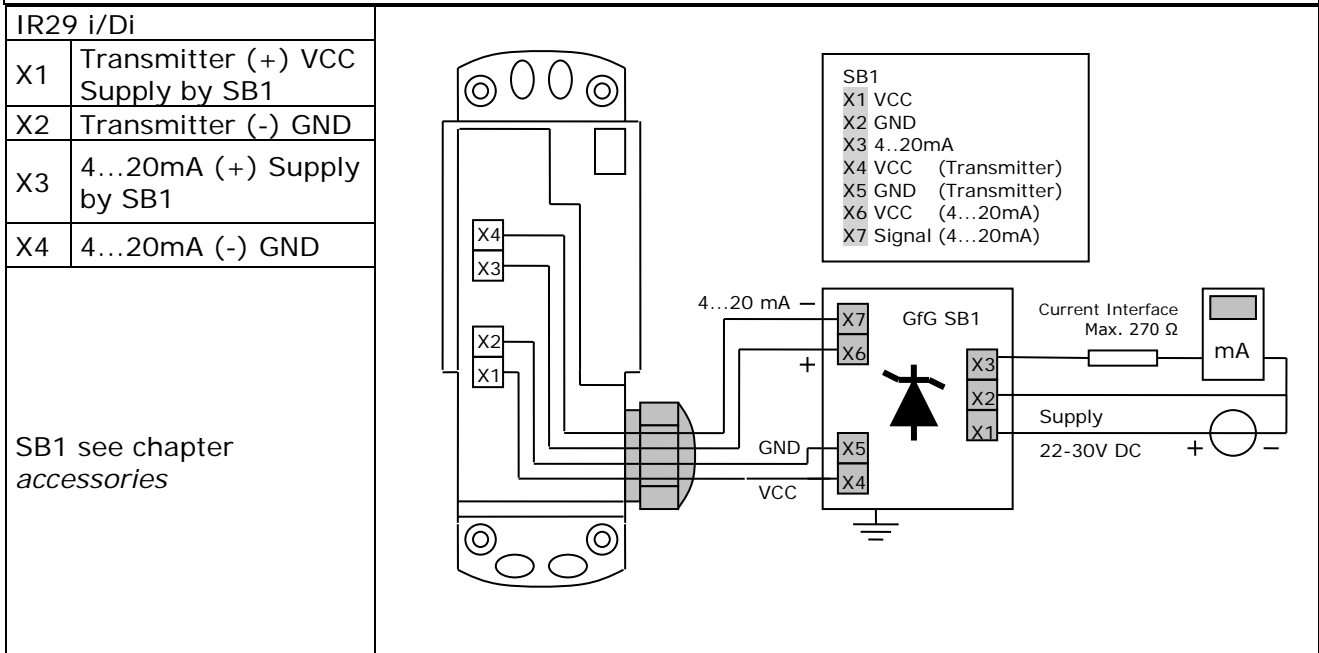 IR29 i/Di
X1 Transmitter (+) VCC
Supply by SB1
X2 Transmitter (-) GND
X3 4...20mA (+) Supply
by SB1
X4 4...20mA (-) GND
SB1 see chapter
accessories
X4
X3
X2
X1
SB1
X1 VCC
X2 GND
X3 4..20mA
X4 VCC (Transmitter)
X5 GND (Transmitter)
X6 VCC (4...20mA)
X7 Signal (4...20mA)
4...20 mA −
+
GND
VCC
X7
X6
X5
X4
GfG SB1
X3
X2
X1
Current Interface
Max. 270 Ω
mA
Supply
22-30V DC
+ −